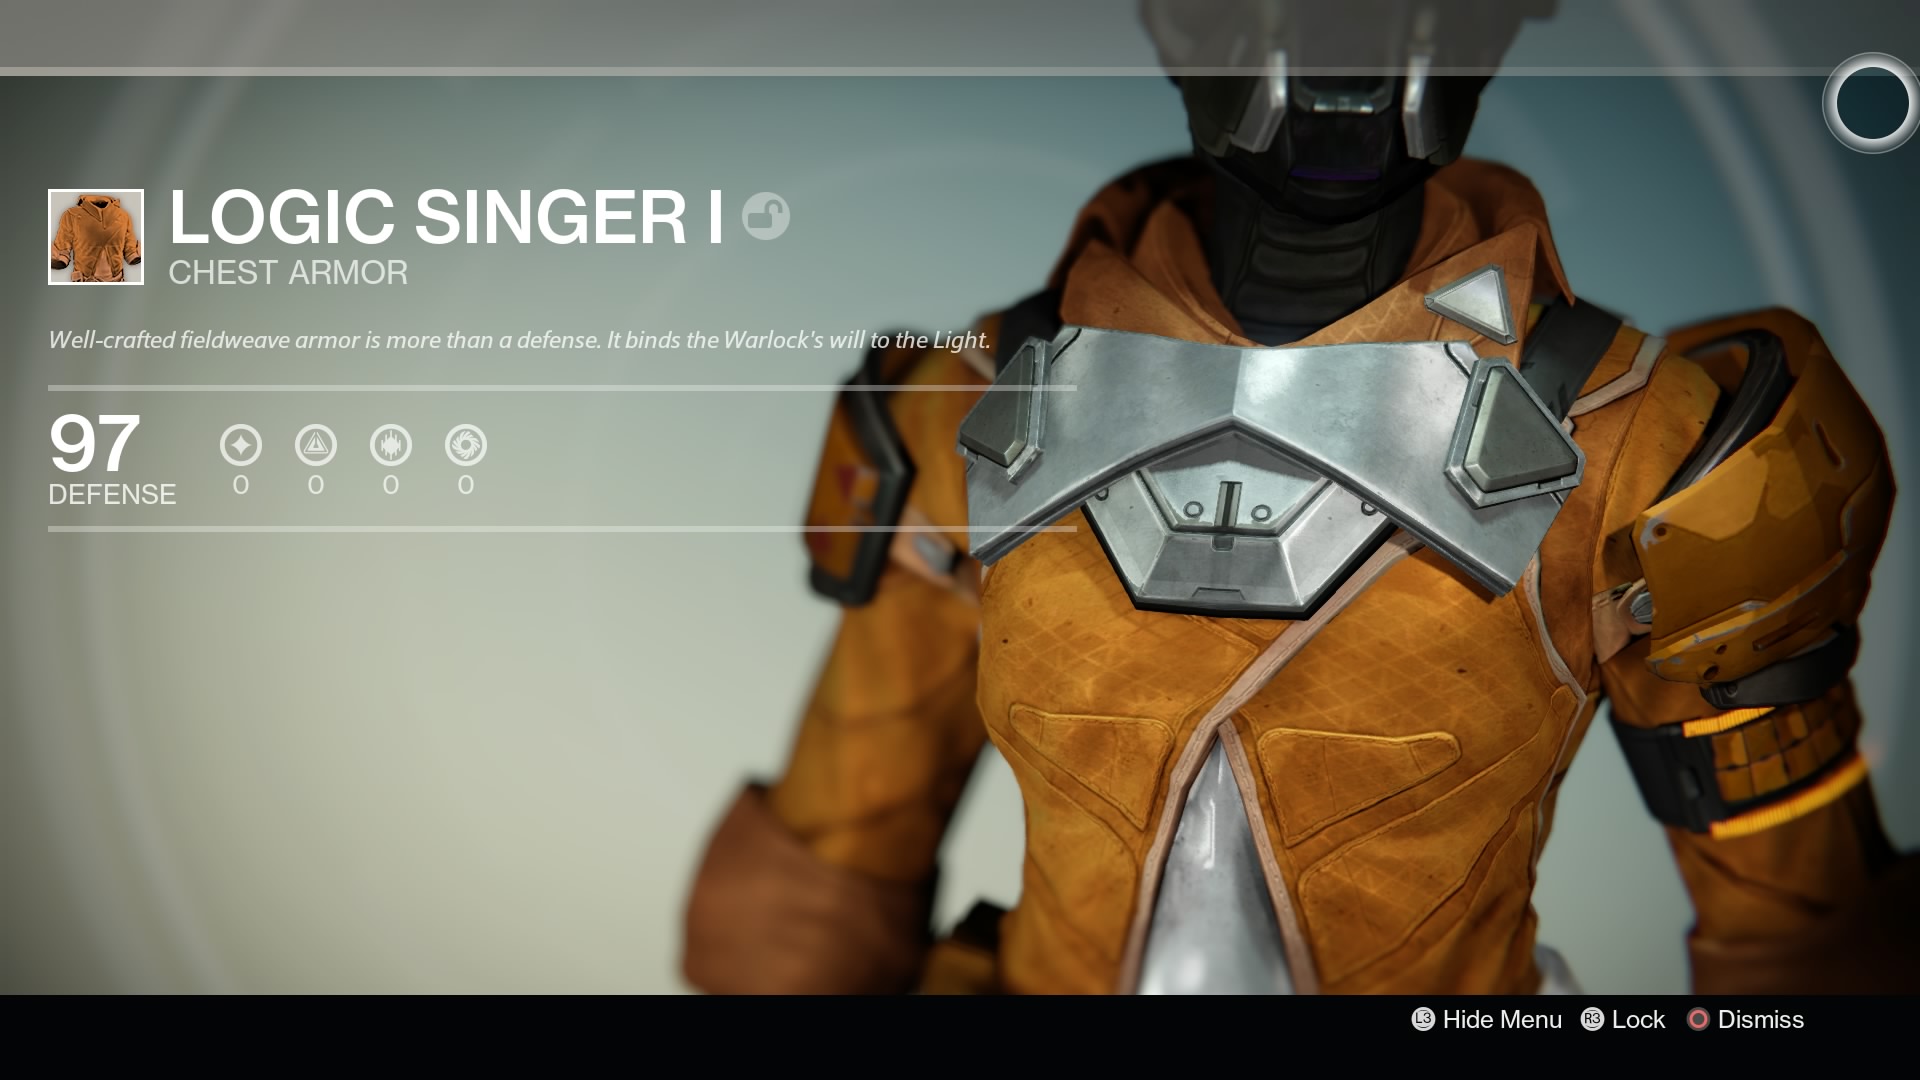 LOGIC SINGER I
CHEST ARMOR
Well-crafted fieldweave armor is more than a defense. It binds the Warlock's will to the Light.
97
DEFENSE
0 0 0 0
L3 Hide Menu R3 Lock Dismiss